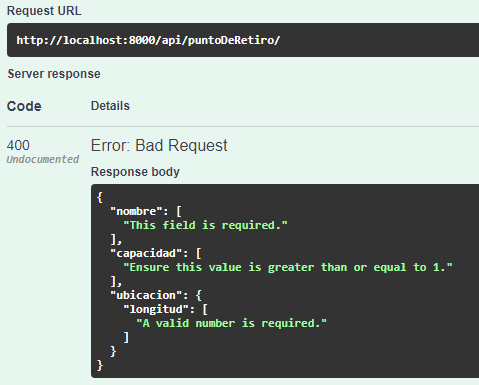 Request URL
http://localhost:8000/api/puntoDeRetiro/
Server response
Code Details
400 Error: Bad Request
Undocumented
Response body
{
  "nombre": [
    "This field is required."
  ],
  "capacidad": [
    "Ensure this value is greater than or equal to 1."
  ],
  "ubicacion": {
    "longitud": [
      "A valid number is required."
    ]
  }
}